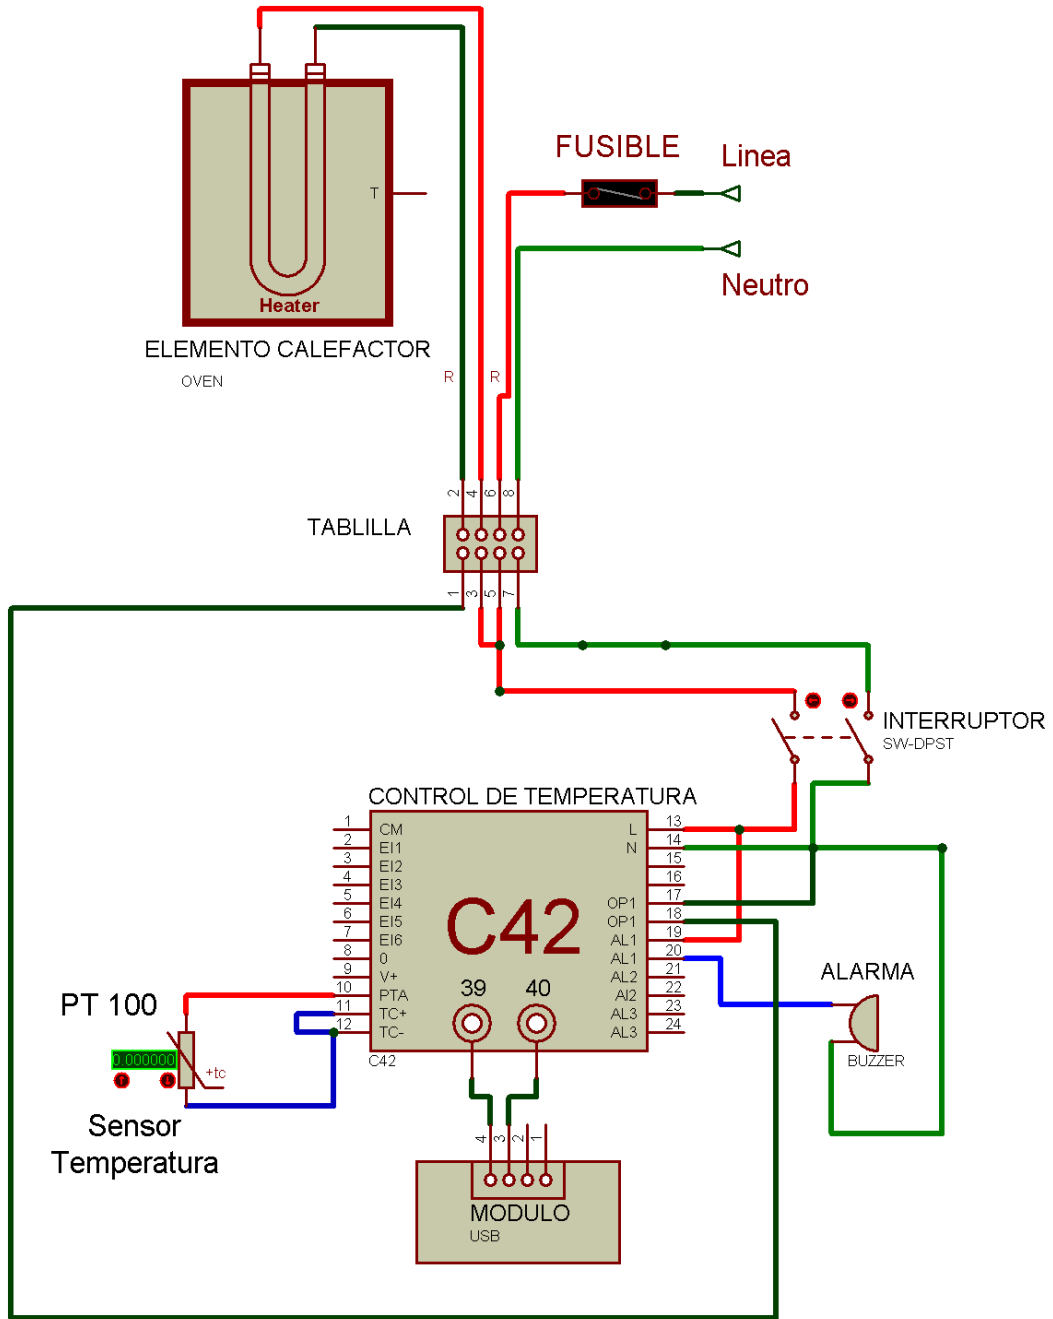 FUSIBLE
Linea
T
Neutro
Heater
ELEMENTO CALEFACTOR
OVEN
R
R
2
4
6
8
TABLILLA
1
3
5
7
INTERRUPTOR
SW-DPST
CONTROL DE TEMPERATURA
1 CM
2 EI1
3 EI2
4 EI3
5 EI4
6 EI5
7 EI6
8 0
9 V+
10 PTA
11 TC+
12 TC-
L 13
N 14
15
16
OP1 17
OP1 18
AL1 19
AL1 20
AL2 21
AI2 22
AL3 23
AL3 24
C42
39 40
C42
PT 100
0.000000
+tc
Sensor
Temperatura
ALARMA
BUZZER
4
3
2
1
MODULO
USB